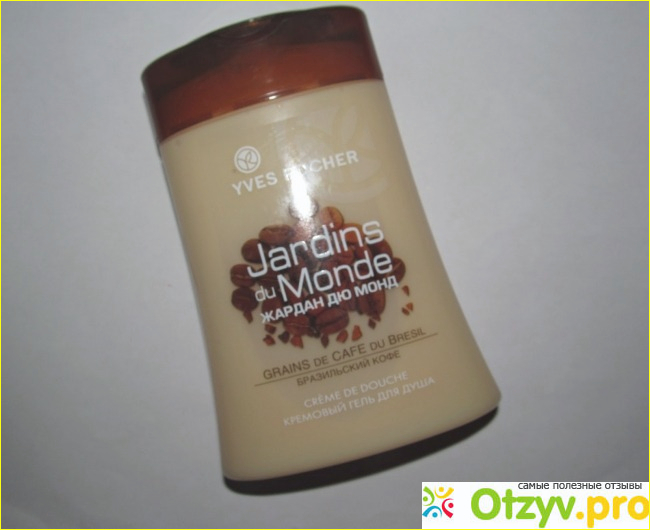 YVES ROCHER
Jardins
du Monde
ЖАРДАН ДЮ МОНД
GRAINS DE CAFE DU BRESIL
БРАЗИЛЬСКИЙ КОФЕ
CRÈME DE DOUCHE
КРЕМОВЫЙ ГЕЛЬ ДЛЯ ДУША
самые полезные отзывы
Otzyv.pro